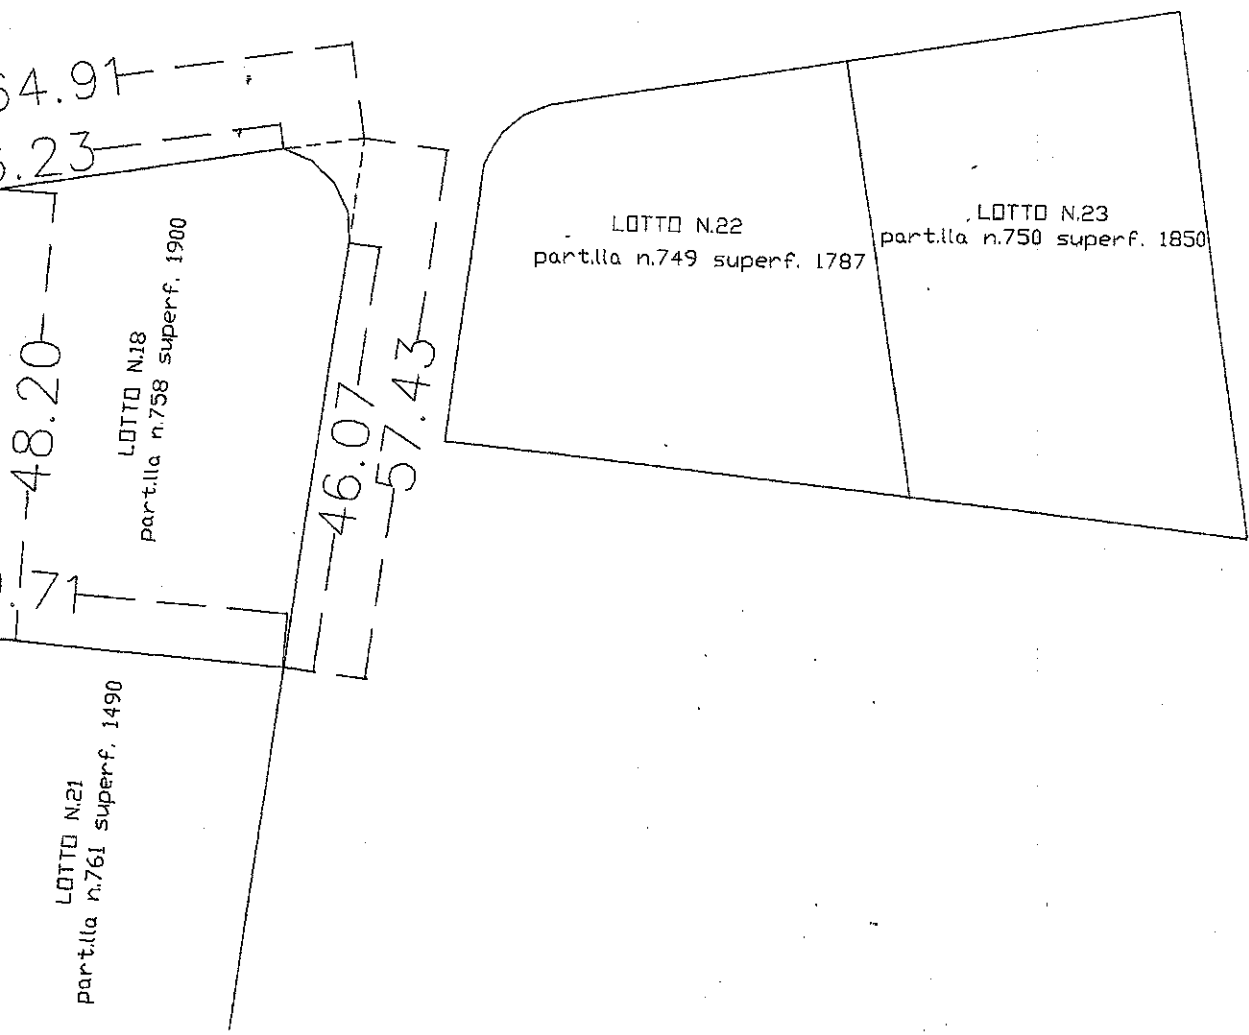 64.91
6.23
48.20
.71
LOTTO N.18
part.lla n.758 superf. 1900
46.07
57.43
LOTTO N.21
part.lla n.761 superf. 1490
LOTTO N.22
part.lla n.749 superf. 1787
LOTTO N.23
part.lla n.750 superf. 1850